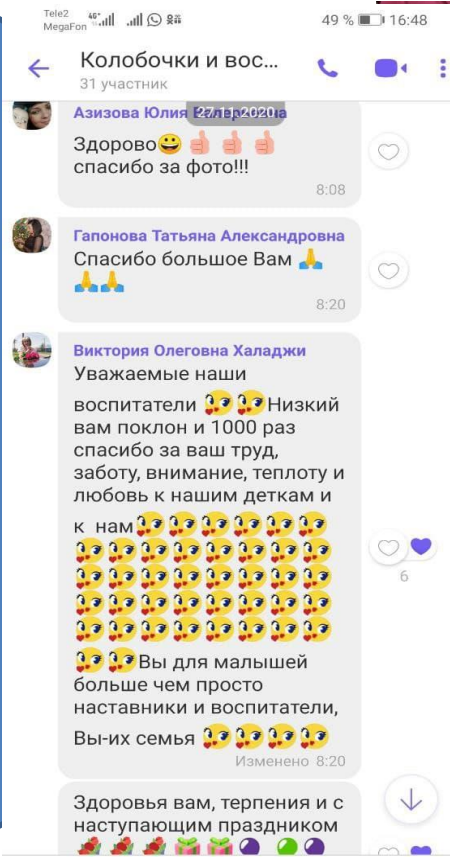 Tele2
MegaFon
4G+
49 %
16:48
Колобочки и вос...
31 участник
Азизова Юлия
27.11.2020
Здорово😀👍👍👍
спасибо за фото!!!
8:08
Гапонова Татьяна Александровна
Спасибо большое Вам 🙏
🙏🙏
8:20
Виктория Олеговна Халаджи
Уважаемые наши
воспитатели Низкий
вам поклон и 1000 раз
спасибо за ваш труд,
заботу, внимание, теплоту и
любовь к нашим деткам и
к нам
Вы для малышей
больше чем просто
наставники и воспитатели,
Вы-их семья
Изменено 8:20
6
Здоровья вам, терпения и с
наступающим праздником